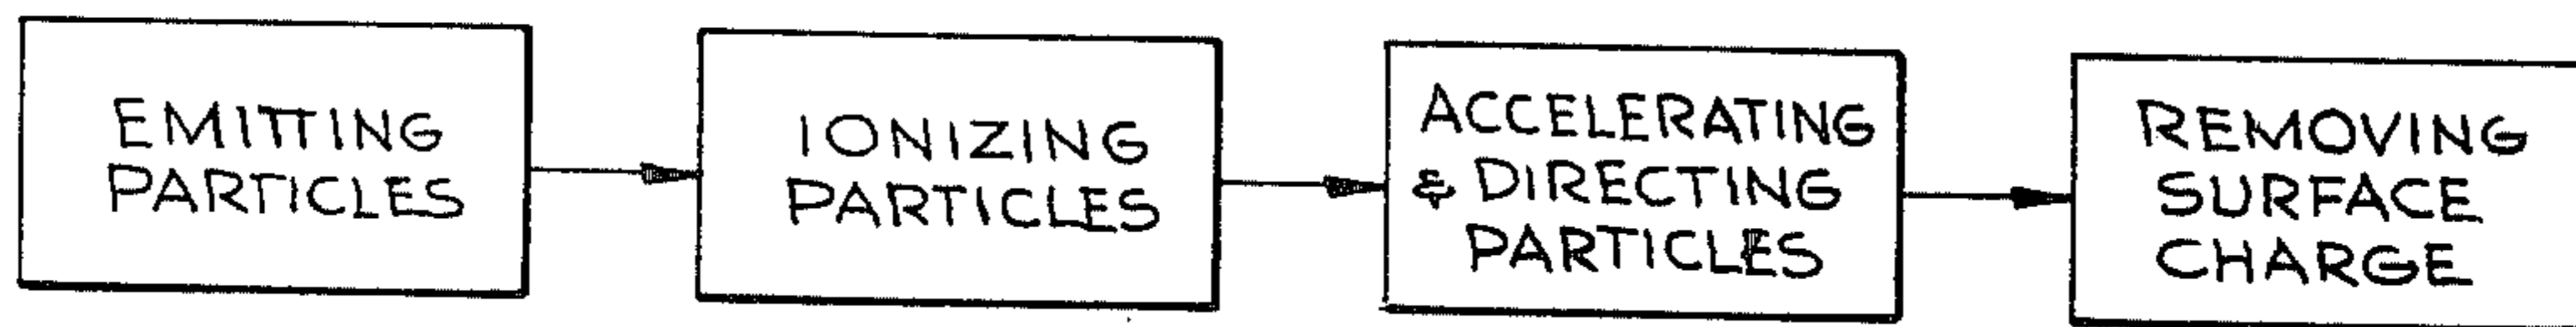 EMITTING
PARTICLES
IONIZING
PARTICLES
ACCELERATING
& DIRECTING
PARTICLES
REMOVING
SURFACE
CHARGE